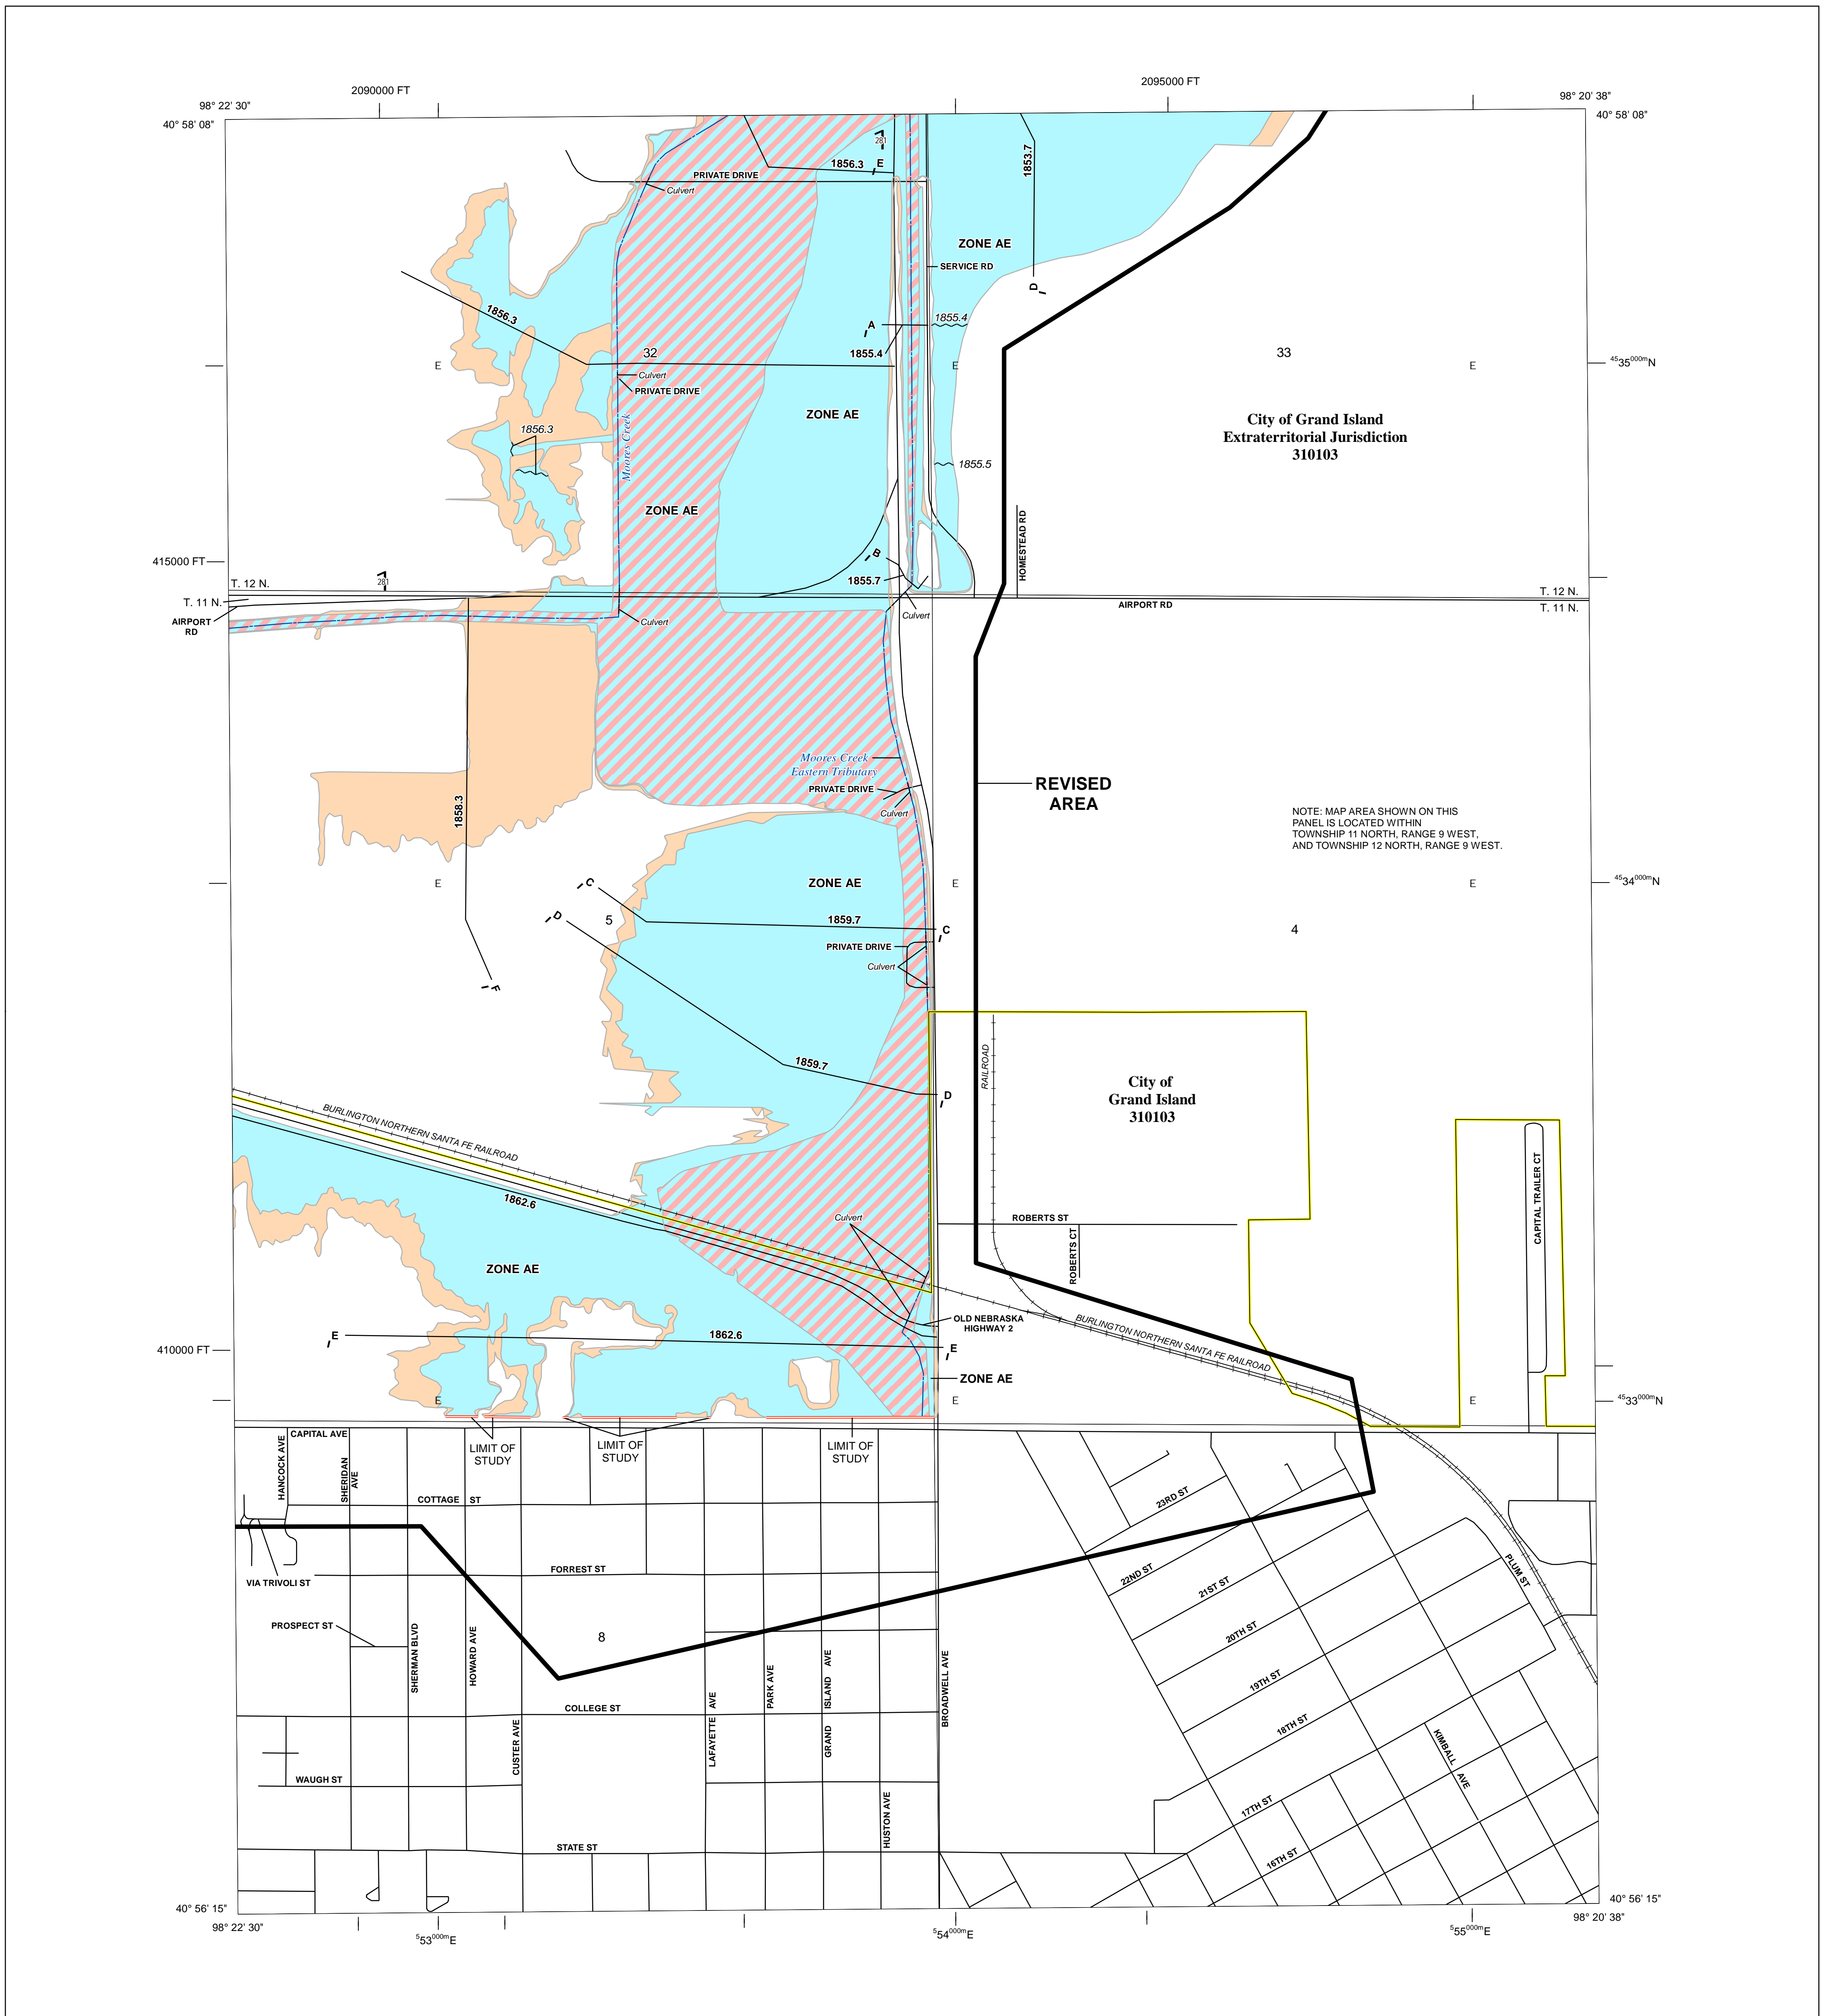 2090000 FT
2095000 FT
98° 22' 30"
98° 20' 38"
40° 58' 08"
40° 58' 08"
281
1856.3
E
PRIVATE DRIVE
Culvert
1853.7
ZONE AE
SERVICE RD
D
1856.3
A
1855.4
1855.4
32
33
E
E
E
Culvert
PRIVATE DRIVE
4535000m N
ZONE AE
City of Grand Island
Extraterritorial Jurisdiction
310103
1856.3
Moores Creek
1855.5
ZONE AE
HOMESTEAD RD
B
415000 FT
1855.7
281
T. 12 N.
T. 12 N.
T. 11 N.
AIRPORT RD
T. 11 N.
AIRPORT
RD
Culvert
Culvert
Moores Creek
Eastern Tributary
PRIVATE DRIVE
Culvert
REVISED
AREA
1858.3
NOTE: MAP AREA SHOWN ON THIS
PANEL IS LOCATED WITHIN
TOWNSHIP 11 NORTH, RANGE 9 WEST,
AND TOWNSHIP 12 NORTH, RANGE 9 WEST.
E
C
ZONE AE
E
E
4534000m N
D
5
1859.7
C
4
PRIVATE DRIVE
Culvert
F
RAILROAD
1859.7
D
City of
Grand Island
310103
BURLINGTON NORTHERN SANTA FE RAILROAD
1862.6
CAPITAL TRAILER CT
Culvert
ROBERTS ST
ROBERTS CT
ZONE AE
OLD NEBRASKA
HIGHWAY 2
BURLINGTON NORTHERN SANTA FE RAILROAD
E
1862.6
E
410000 FT
ZONE AE
E
E
E
4533000m N
CAPITAL AVE
LIMIT OF
STUDY
LIMIT OF
STUDY
LIMIT OF
STUDY
HANCOCK AVE
SHERIDAN
AVE
COTTAGE ST
23RD ST
FORREST ST
VIA TRIVOLI ST
22ND ST
21ST ST
PLUM ST
PROSPECT ST
8
20TH ST
SHERMAN BLVD
HOWARD AVE
PARK AVE
GRAND ISLAND AVE
BROADWELL AVE
19TH ST
COLLEGE ST
LAFAYETTE AVE
CUSTER AVE
18TH ST
KIMBALL AVE
WAUGH ST
HUSTON AVE
17TH ST
STATE ST
16TH ST
40° 56' 15"
40° 56' 15"
98° 22' 30"
98° 20' 38"
553000m E
554000m E
555000m E